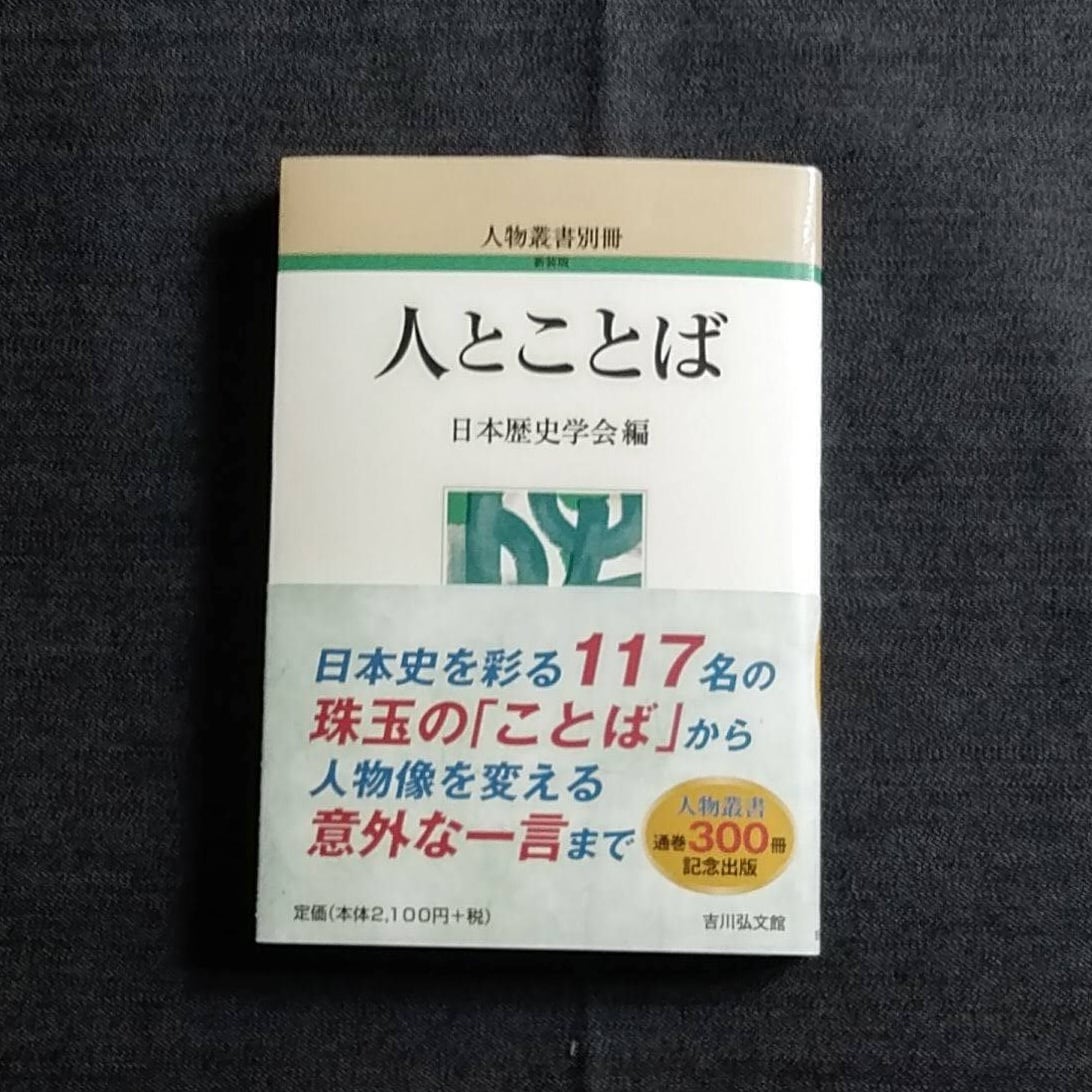 人物叢書別冊
新装版
人とことば
日本歴史学会編
日本史を彩る117名の
珠玉の「ことば」から
人物像を変える
意外な一言まで
人物叢書
通巻300冊
記念出版
定価(本体2,100円+税)
吉川弘文館